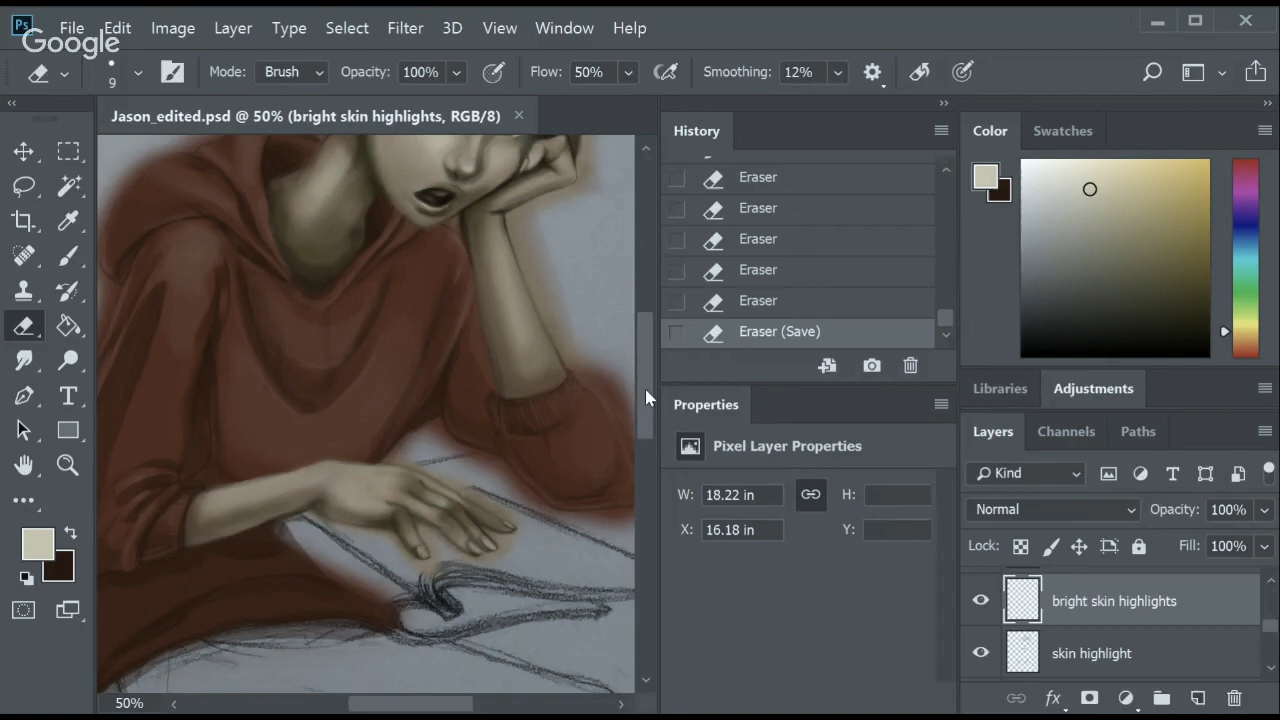 Ps File Edit Image Layer Type Select Filter 3D View Window Help
Google
9 Mode: Brush Opacity: 100% Flow: 50% Smoothing: 12%
Jason_edited.psd @ 50% (bright skin highlights, RGB/8) ×
History
Eraser
Eraser
Eraser
Eraser
Eraser
Eraser (Save)
Properties
Pixel Layer Properties
W: 18.22 in H:
X: 16.18 in Y:
Color Swatches
Libraries Adjustments
Layers Channels Paths
Kind
Normal Opacity: 100%
Lock: Fill: 100%
bright skin highlights
skin highlight
50%